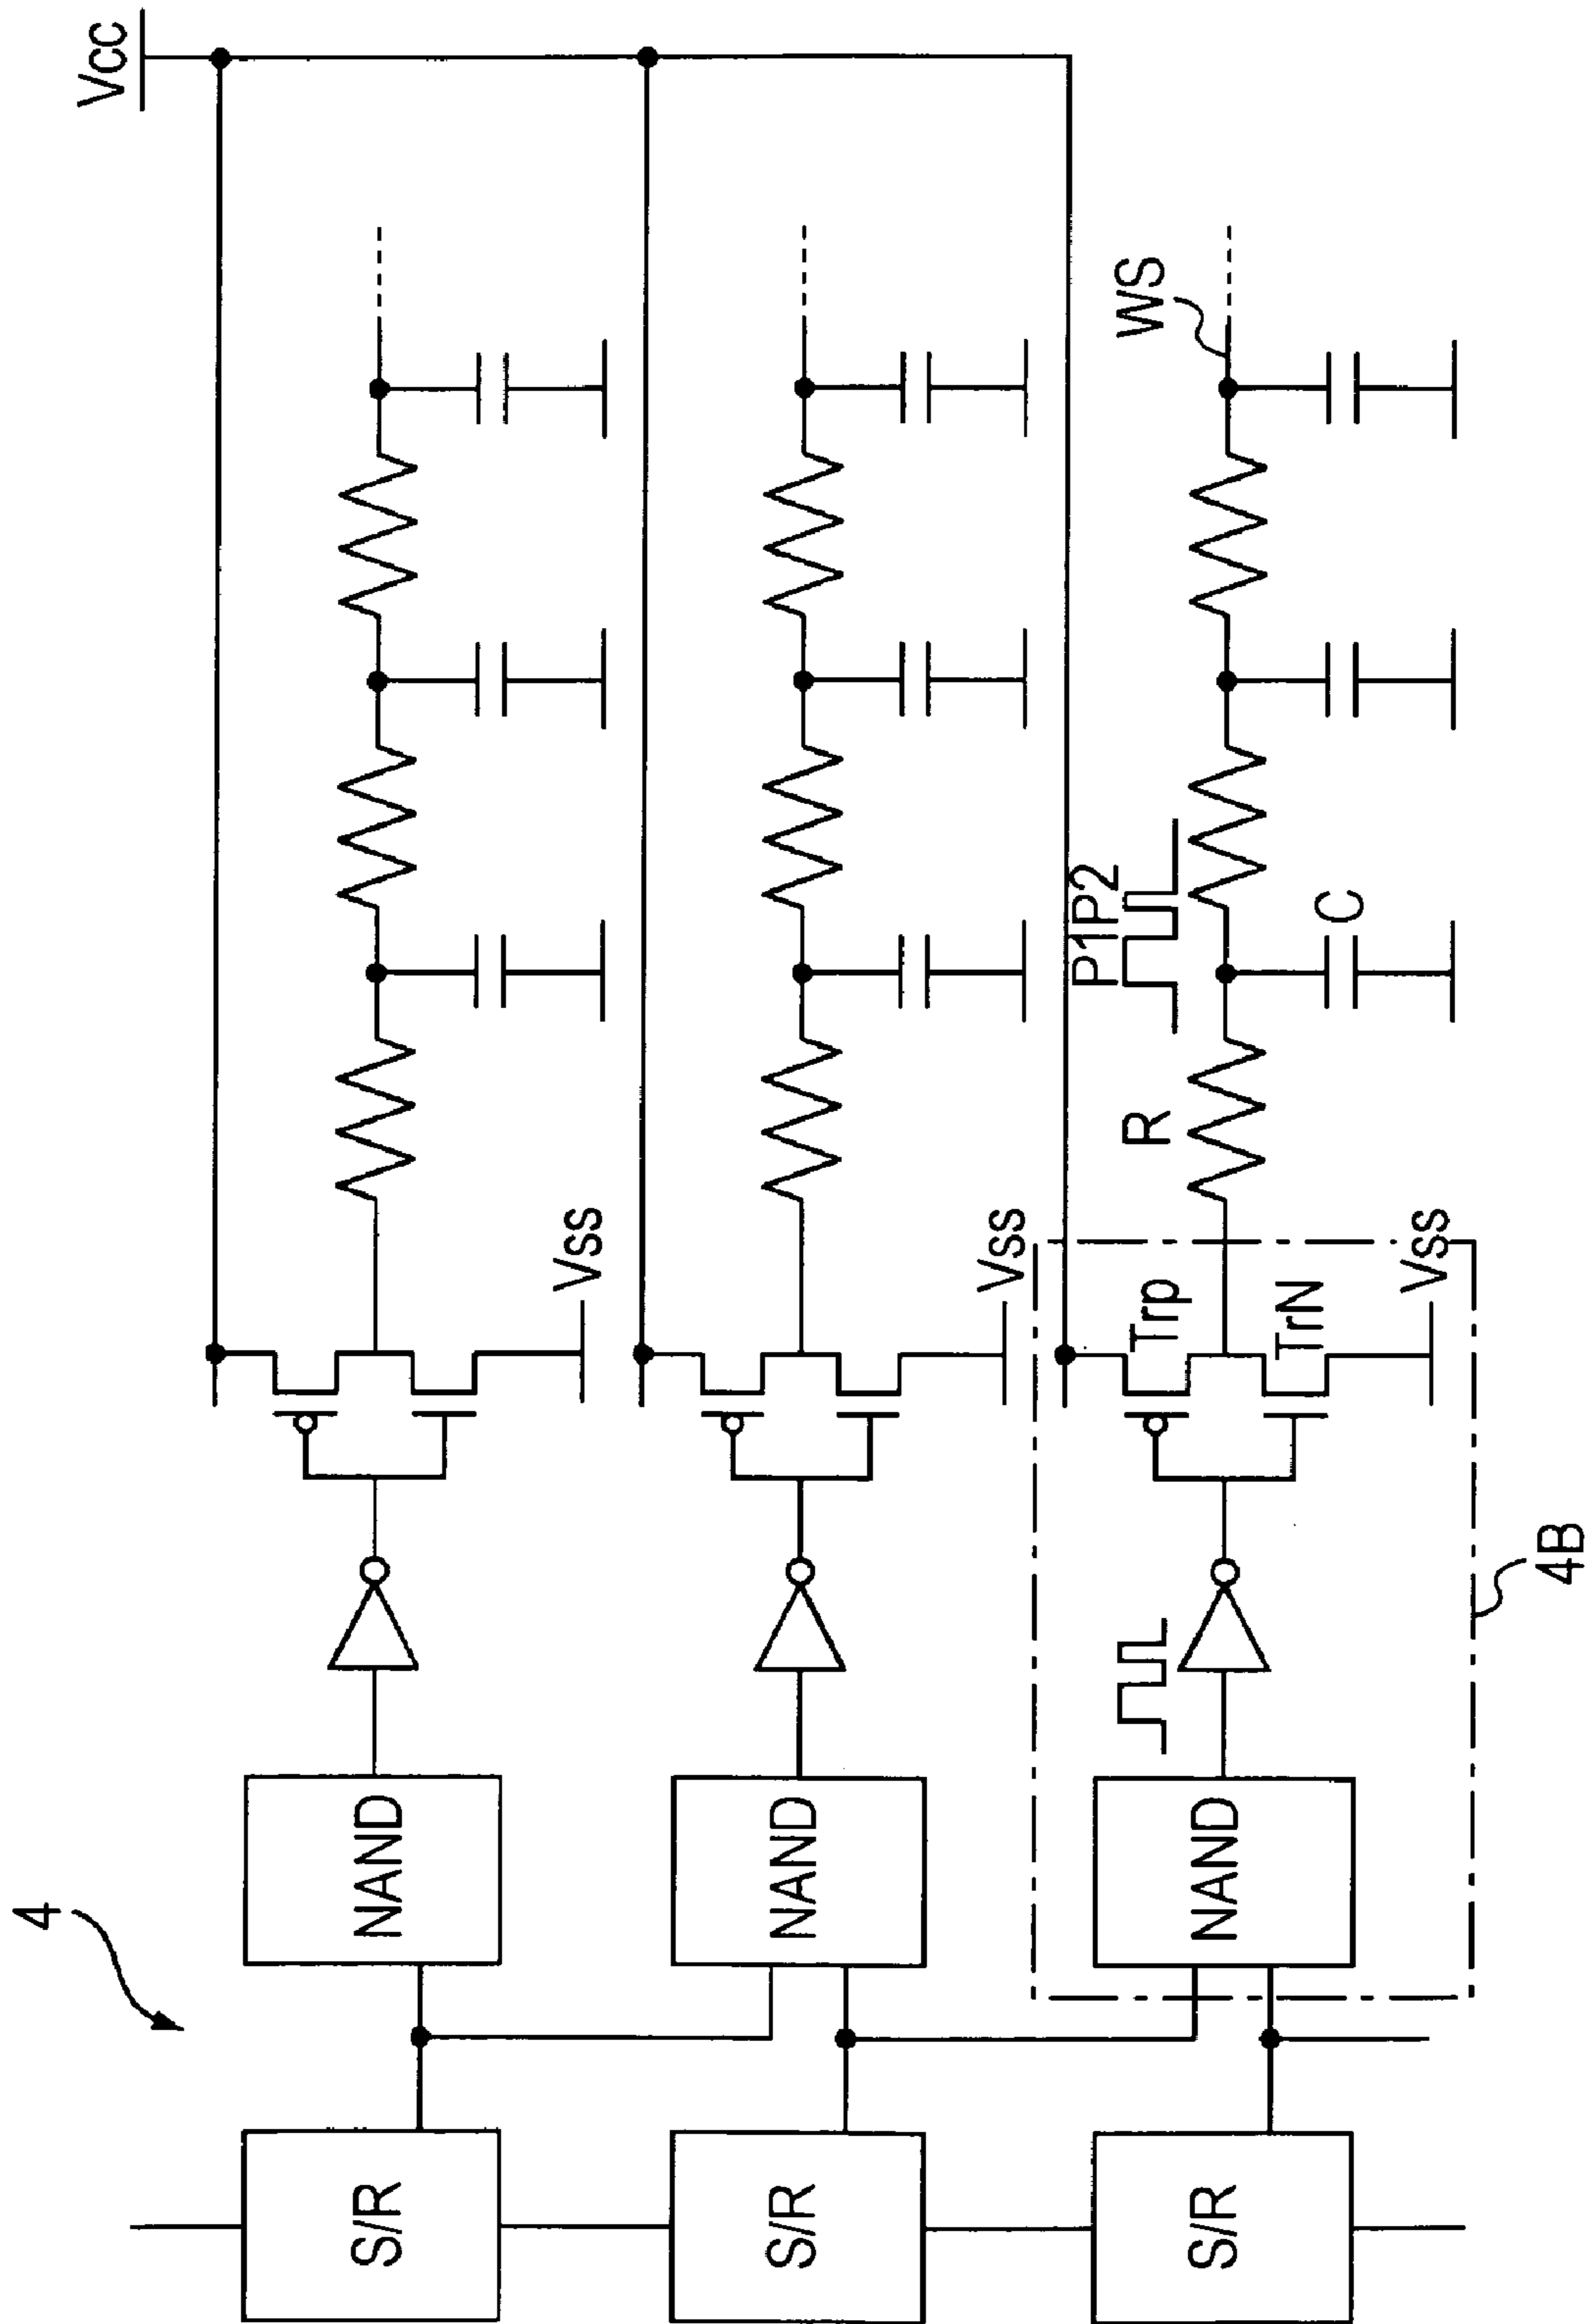 4
Vcc
S/R
NAND
Vss
S/R
NAND
Vss
P1P2
WS
S/R
NAND
Trp
TrN
R
C
Vss
4B